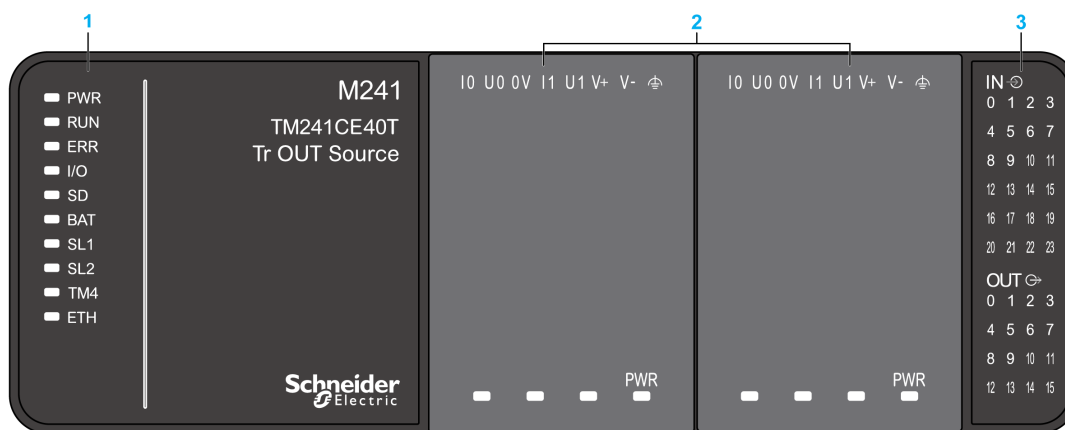 1
2
3
PWR
RUN
ERR
I/O
SD
BAT
SL1
SL2
TM4
ETH
M241
TM241CE40T
Tr OUT Source
Schneider
Electric
I0 U0 0V I1 U1 V+ V-
PWR
I0 U0 0V I1 U1 V+ V-
PWR
IN
0 1 2 3
4 5 6 7
8 9 10 11
12 13 14 15
16 17 18 19
20 21 22 23
OUT
0 1 2 3
4 5 6 7
8 9 10 11
12 13 14 15